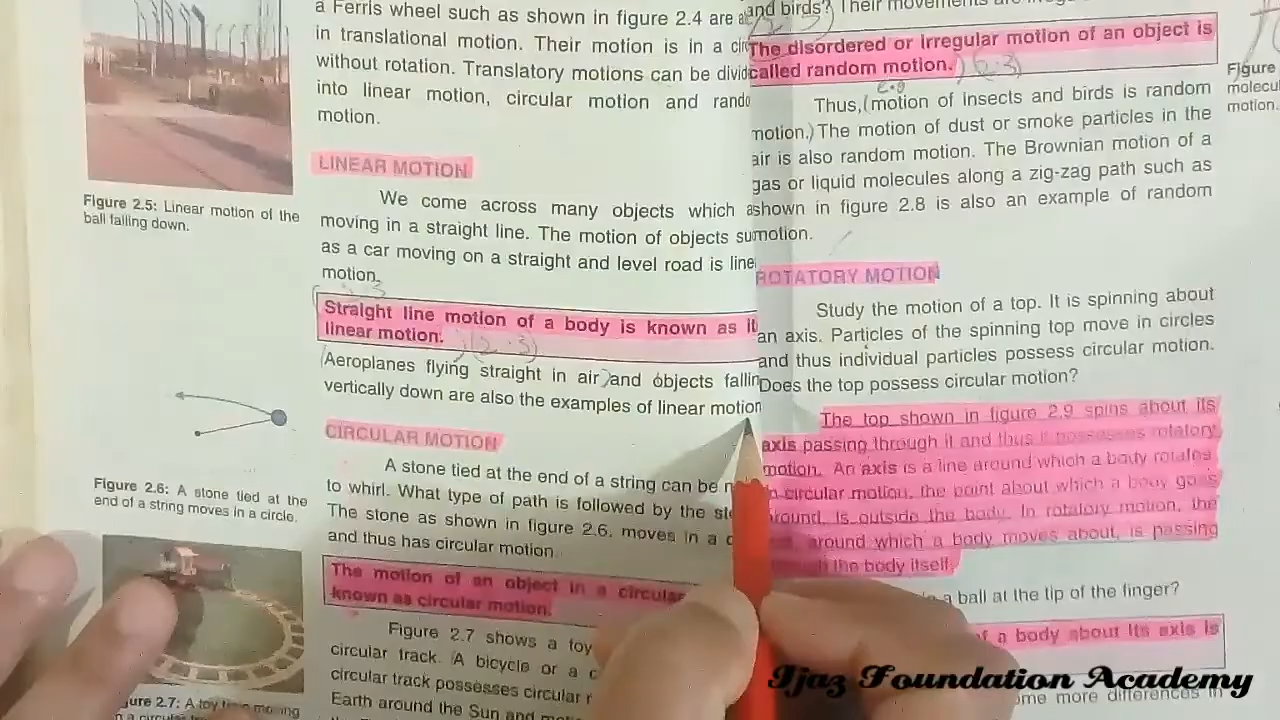 a Ferris wheel such as shown in figure 2.4 are
in translational motion. Their motion is in a
without rotation. Translatory motions can be
into linear motion, circular motion and
motion.
LINEAR MOTION
We come across many objects which
moving in a straight line. The motion of objects
as a car moving on a straight and level road is
motion.
Straight line motion of a body is known as
linear motion.
(2.3)
Aeroplanes flying straight in air and objects
vertically down are also the examples of linear motion
CIRCULAR MOTION
A stone tied at the end of a string can be
to whirl. What type of path is followed by the
The stone as shown in figure 2.6, moves in a
and thus has circular motion.
The motion of an object in a
known as circular motion.
Figure 2.7 shows a toy
circular track. A bicycle or a
circular track possesses circular
Earth around the Sun and
Figure 2.5: Linear motion of the
ball falling down.
Figure 2.6: A stone tied at the
end of a string moves in a circle.
2.7: A toy train moving
and birds? Their movements are
The disordered or irregular motion of an object is
called random motion.
(2.3)
e.g
Thus, (motion of insects and birds is random
motion.) The motion of dust or smoke particles in the
air is also random motion. The Brownian motion of a
gas or liquid molecules along a zig-zag path such as
shown in figure 2.8 is also an example of random
motion.
ROTATORY MOTION
Study the motion of a top. It is spinning about
an axis. Particles of the spinning top move in circles
and thus individual particles possess circular motion.
Does the top possess circular motion?
The top shown in figure 2.9 spins about its
axis passing through it and thus it possesses rotatory
motion. An axis is a line around which a body rotates.
in circular motion, the point about which a body goes
around, is outside the body. In rotatory motion, the
around which a body moves about, is passing
the body itself.
a ball at the tip of the finger?
of a body about its axis is
more differences in
Figure
motion.
Ijaz Foundation Academy